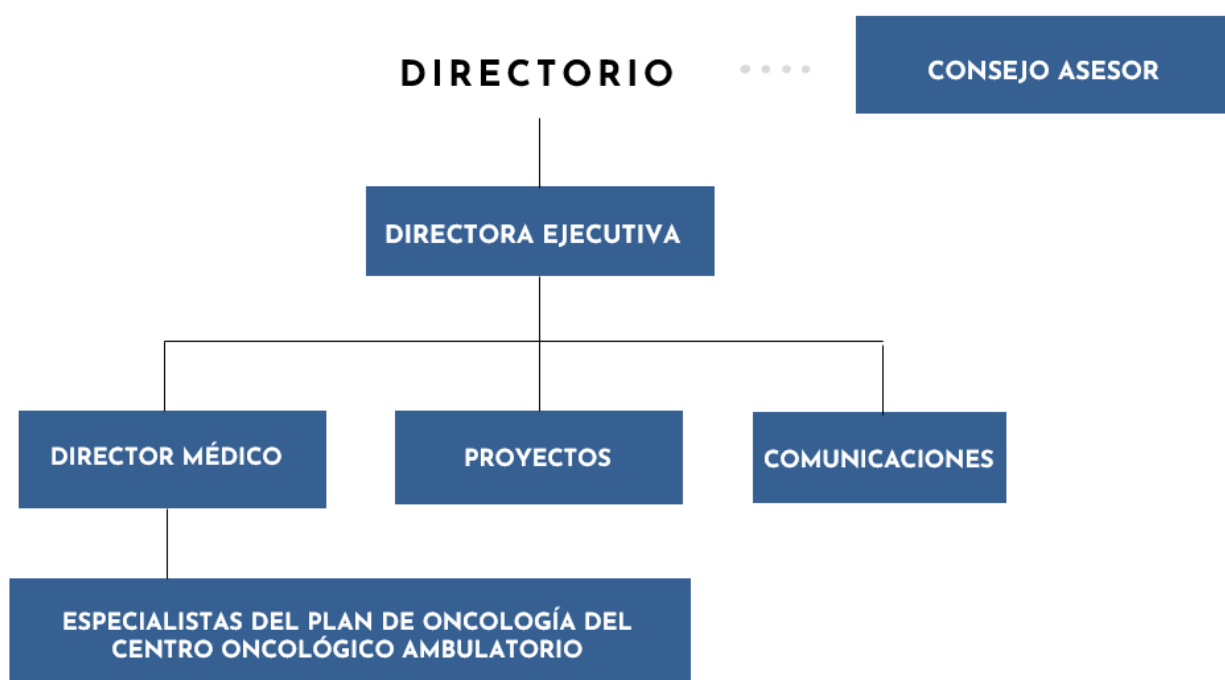 DIRECTORIO
CONSEJO ASESOR
DIRECTORA EJECUTIVA
DIRECTOR MÉDICO
PROYECTOS
COMUNICACIONES
ESPECIALISTAS DEL PLAN DE ONCOLOGÍA DEL
CENTRO ONCOLÓGICO AMBULATORIO